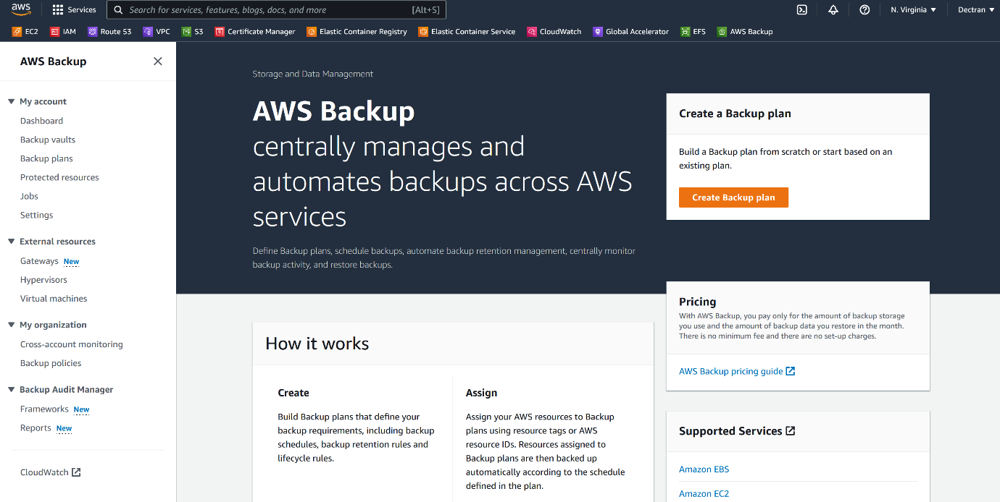 aws
Services
Search for services, features, blogs, docs, and more
[Alt+S]
N. Virginia
Dectran
EC2
IAM
Route 53
VPC
S3
Certificate Manager
Elastic Container Registry
Elastic Container Service
CloudWatch
Global Accelerator
EFS
AWS Backup
AWS Backup
My account
Dashboard
Backup vaults
Backup plans
Protected resources
Jobs
Settings
External resources
Gateways New
Hypervisors
Virtual machines
My organization
Cross-account monitoring
Backup policies
Backup Audit Manager
Frameworks New
Reports New
CloudWatch
Storage and Data Management
AWS Backup
centrally manages and
automates backups across AWS
services
Define Backup plans, schedule backups, automate backup retention management, centrally monitor
backup activity, and restore backups.
Create a Backup plan
Build a Backup plan from scratch or start based on an
existing plan.
Create Backup plan
How it works
Create
Build Backup plans that define your
backup requirements, including backup
schedules, backup retention rules and
lifecycle rules.
Assign
Assign your AWS resources to Backup
plans using resource tags or AWS
resource IDs. Resources assigned to
Backup plans are then backed up
automatically according to the schedule
defined in the plan.
Pricing
With AWS Backup, you pay only for the amount of backup storage
you use and the amount of backup data you restore in the month.
There is no minimum fee and there are no set-up charges.
AWS Backup pricing guide
Supported Services
Amazon EBS
Amazon EC2